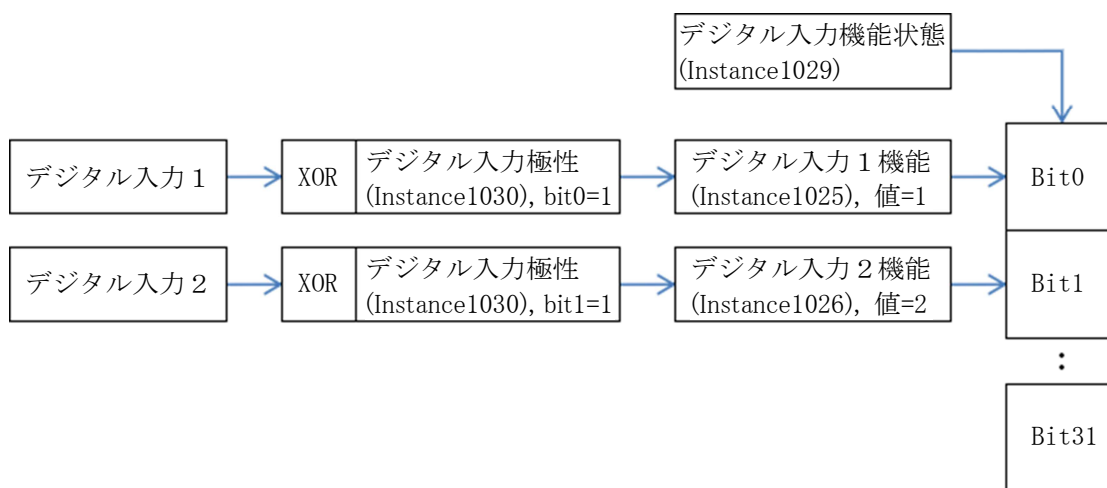 デジタル入力機能状態
(Instance1029)
デジタル入力１
XOR
デジタル入力極性
(Instance1030), bit0=1
デジタル入力１機能
(Instance1025), 値=1
Bit0
デジタル入力２
XOR
デジタル入力極性
(Instance1030), bit1=1
デジタル入力２機能
(Instance1026), 値=2
Bit1
：
Bit31